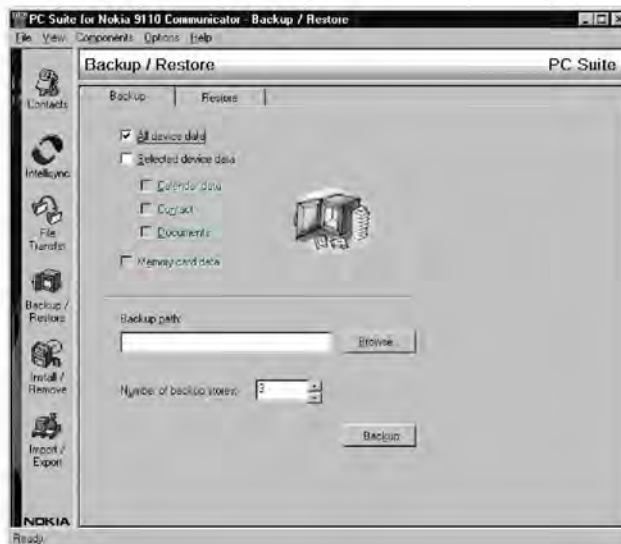 PC Suite for Nokia 9110 Communicator - Backup / Restore
File View Components Options Help
Backup / Restore
PC Suite
Contacts
Intellisync
File
Transfer
Backup /
Restore
Install /
Remove
Import /
Export
NOKIA
Backup
Restore
All device data
Selected device data
Calendar data
Contact
Documents
Memory card data
Backup path:
Browse...
Number of backup stores:
3
Backup
Ready